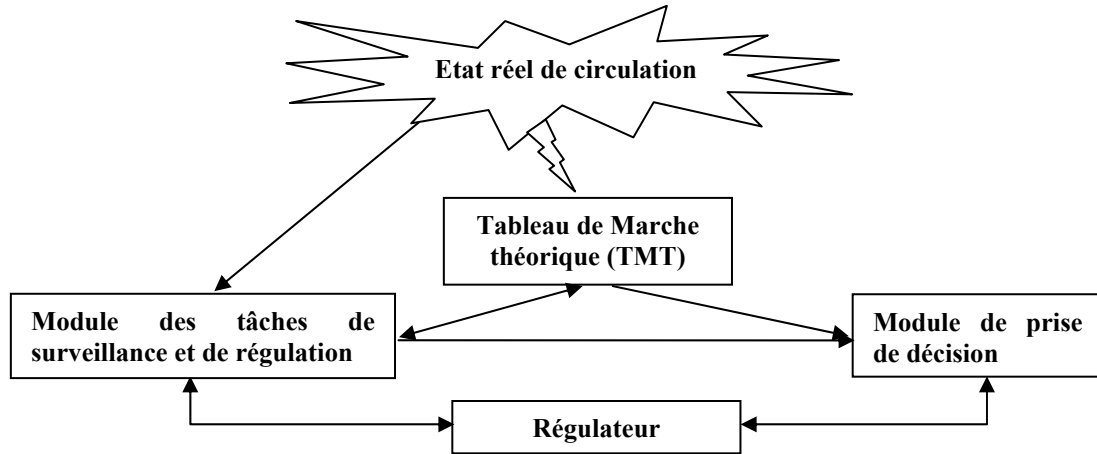 Etat réel de circulation
Tableau de Marche
théorique (TMT)
Module des tâches de
surveillance et de régulation
Module de prise
de décision
Régulateur